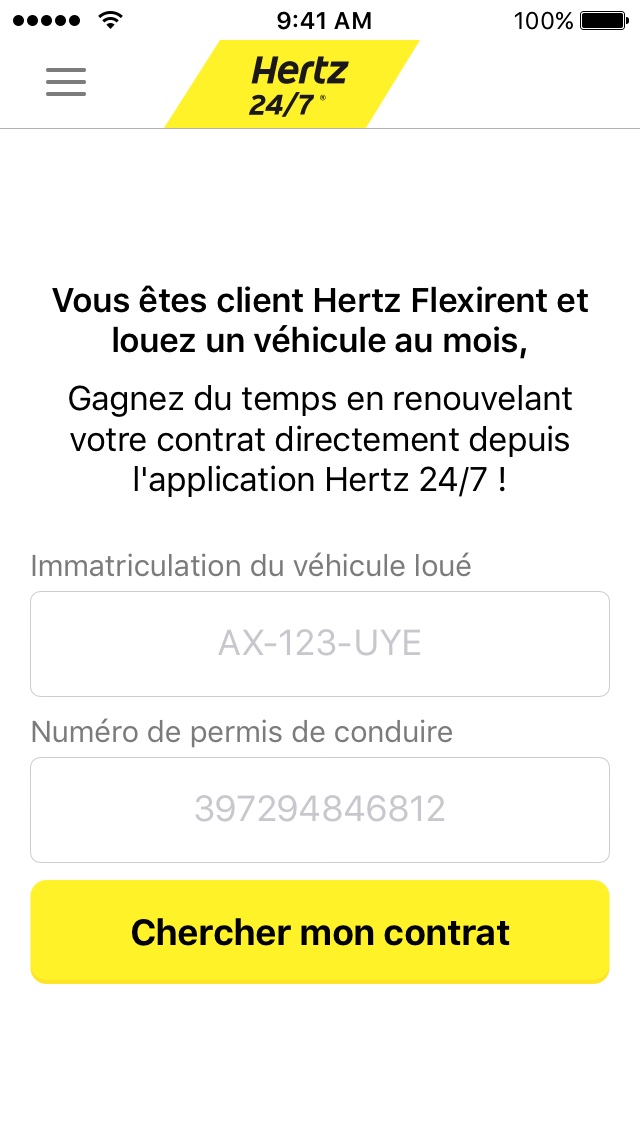 9:41 AM
100%
Hertz
24/7 ®
Vous êtes client Hertz Flexirent et
louez un véhicule au mois,
Gagnez du temps en renouvelant
votre contrat directement depuis
l'application Hertz 24/7 !
Immatriculation du véhicule loué
AX-123-UYE
Numéro de permis de conduire
397294846812
Chercher mon contrat